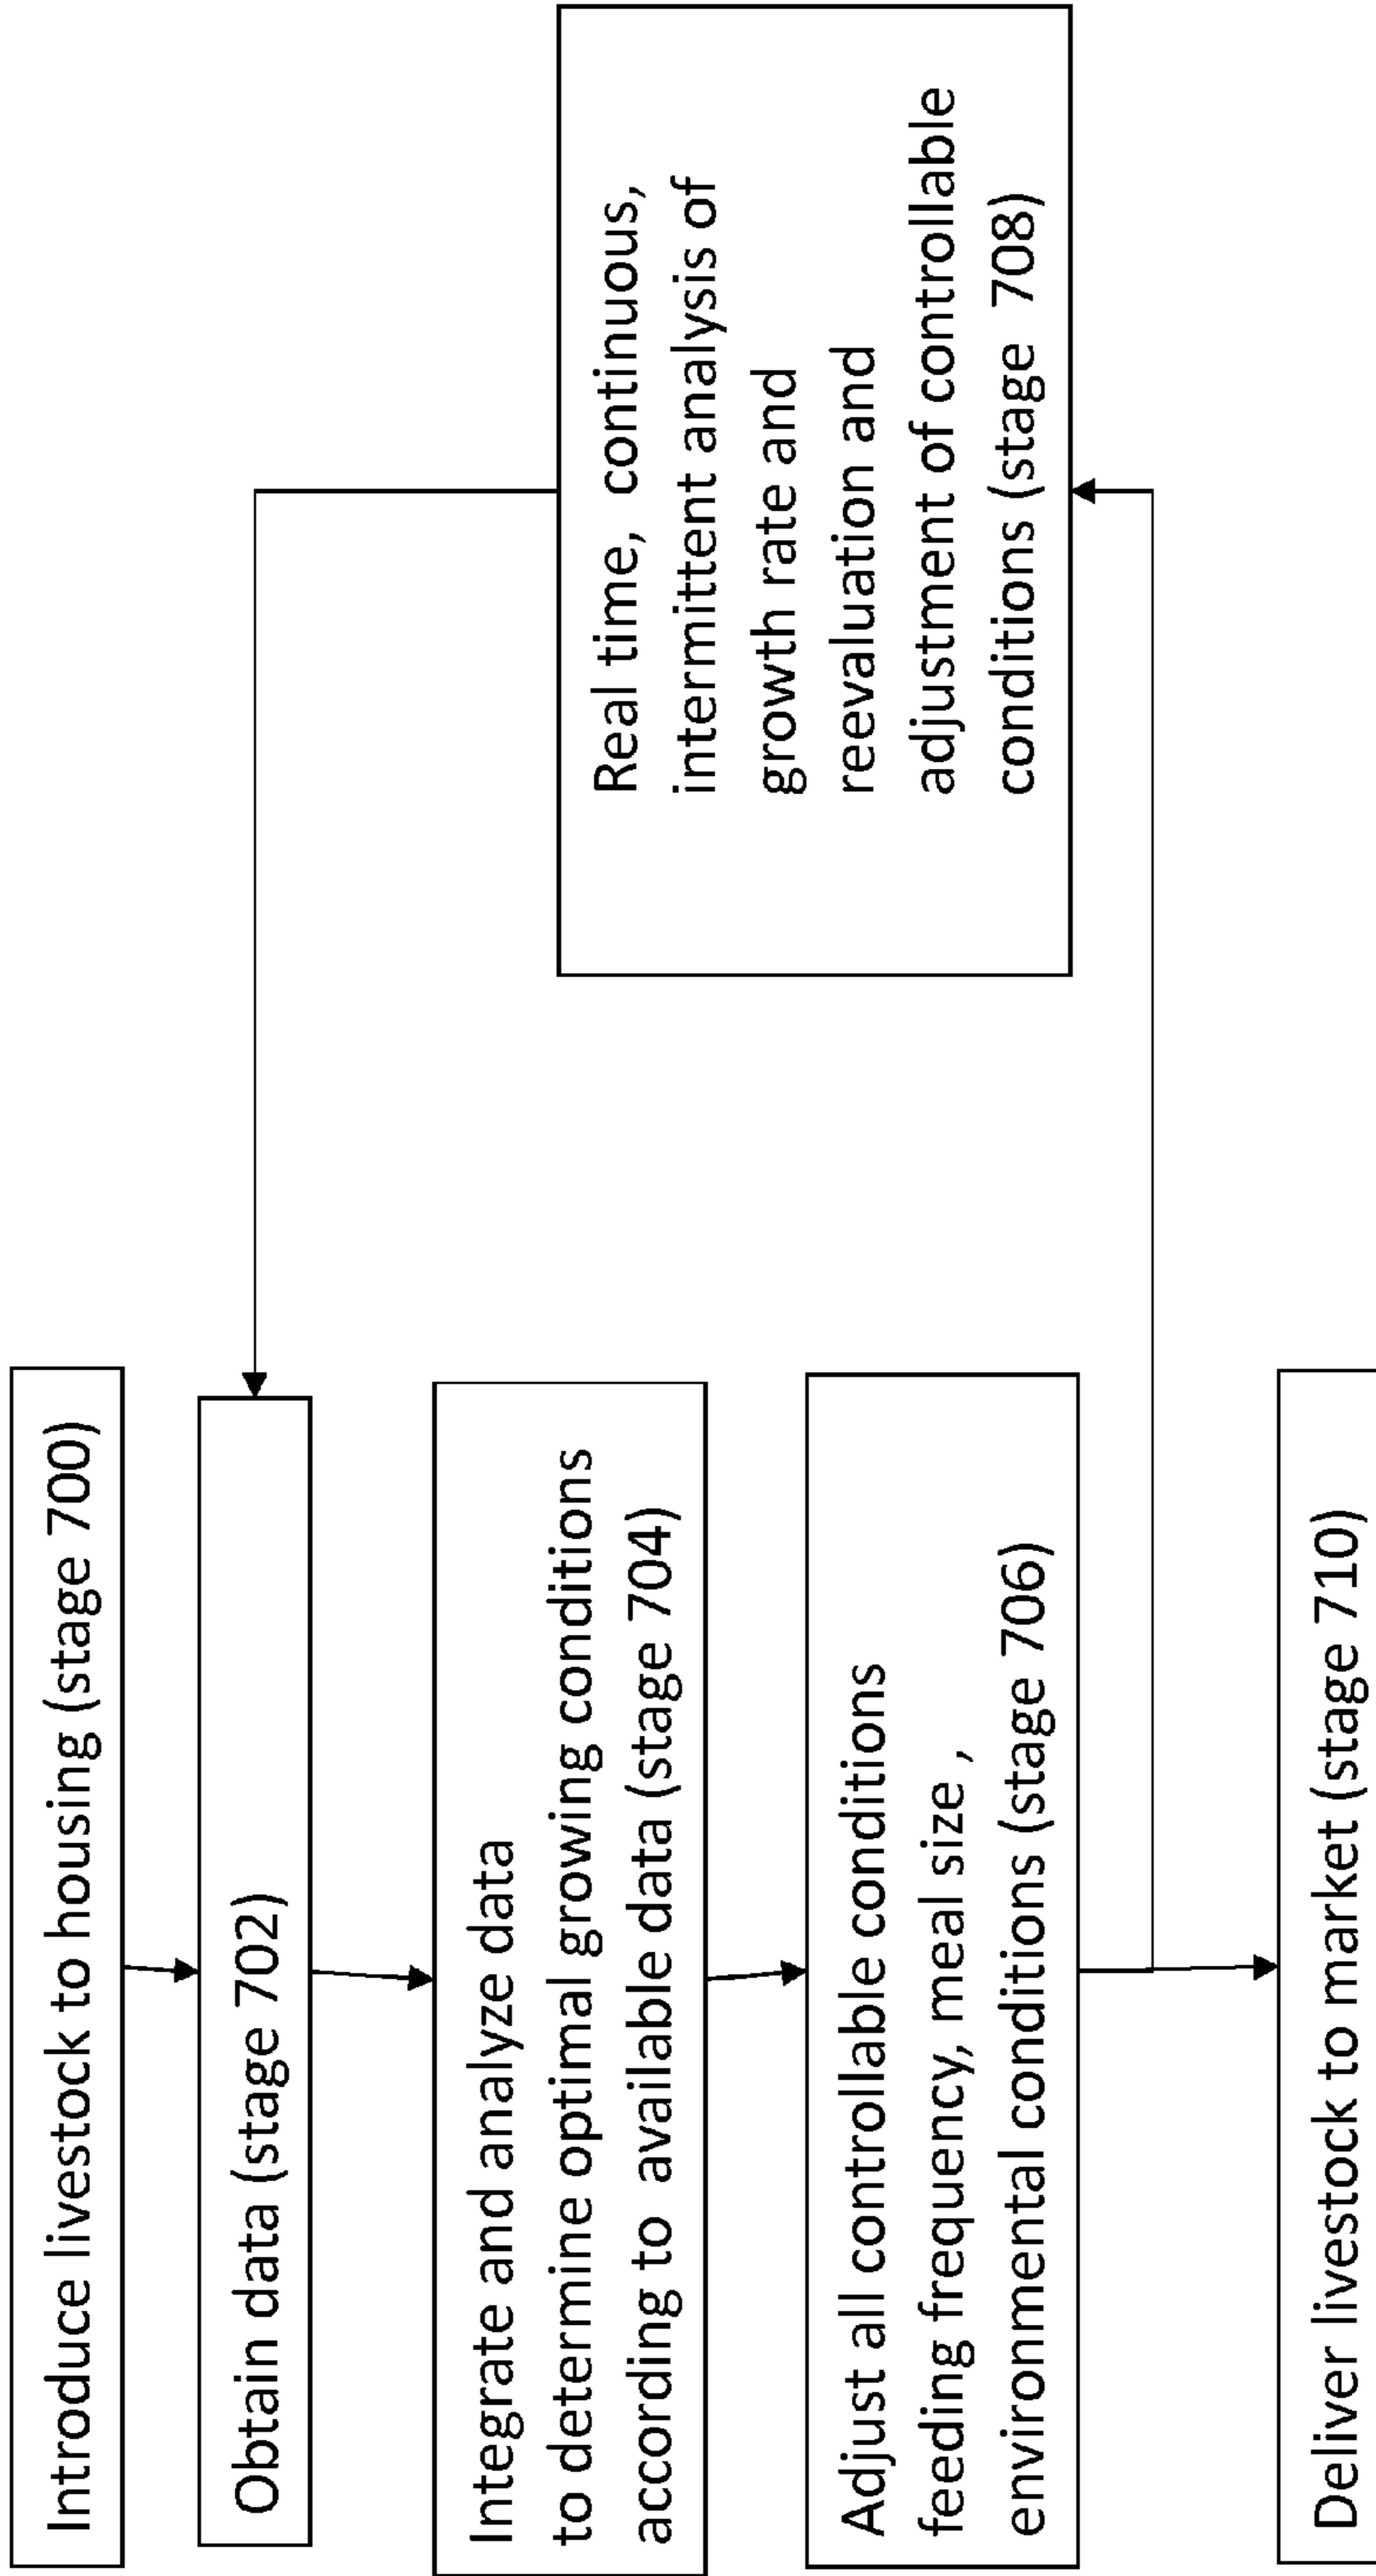 Introduce livestock to housing (stage 700)
Obtain data (stage 702)
Integrate and analyze data
to determine optimal growing conditions
according to available data (stage 704)
Adjust all controllable conditions
feeding frequency, meal size ,
environmental conditions (stage 706)
Real time, continuous,
intermittent analysis of
growth rate and
reevaluation and
adjustment of controllable
conditions (stage 708)
Deliver livestock to market (stage 710)